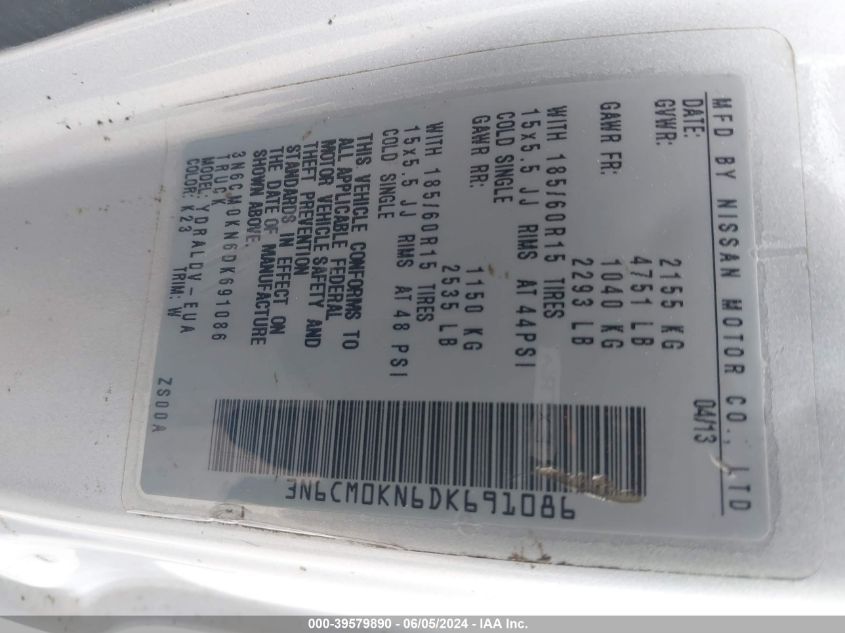 MFD BY NISSAN MOTOR CO., LTD
DATE: 04/13
GVWR: 2155 KG
4751 LB
GAWR FR: 1040 KG
2293 LB
WITH 185/60R15 TIRES
15x5.5 JJ RIMS AT 44PSI
COLD SINGLE
GAWR RR: 1150 KG
2535 LB
WITH 185/60R15 TIRES
15x5.5 JJ RIMS AT 48 PSI
COLD SINGLE
THIS VEHICLE CONFORMS TO
ALL APPLICABLE FEDERAL
MOTOR VEHICLE SAFETY AND
THEFT PREVENTION
STANDARDS IN EFFECT ON
THE DATE OF MANUFACTURE
SHOWN ABOVE.
3N6CM0KN6DK691086
TRUCK
MODEL: YDRALDV-EUA
COLOR: K23 TRIM: W
ZS00A
3N6CM0KN6DK691086
000-39579890 - 06/05/2024 - IAA Inc.